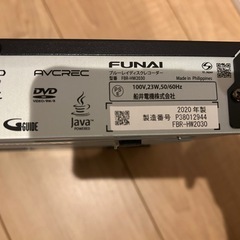 AVCREC
FUNAI
ブルーレイディスクレコーダー
型番 FBR-HW2030
Made in Philippines
DVD
100V,23W,50/60Hz
船井電機株式会社
G-GUIDE
Java
POWERED
2020 年製
製造番号 P38012944
FBR-HW2030